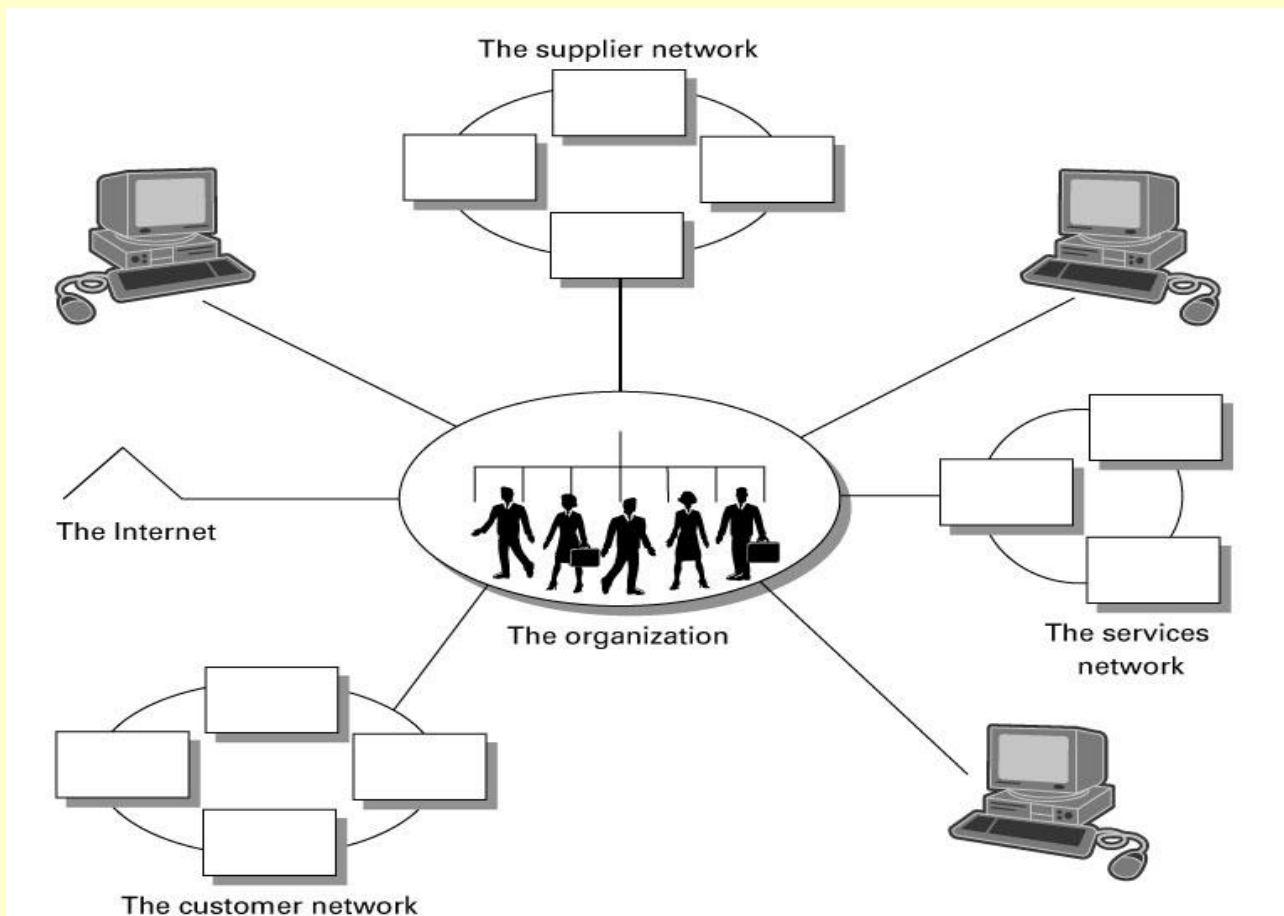 The supplier network
The Internet
The organization
The services
network
The customer network